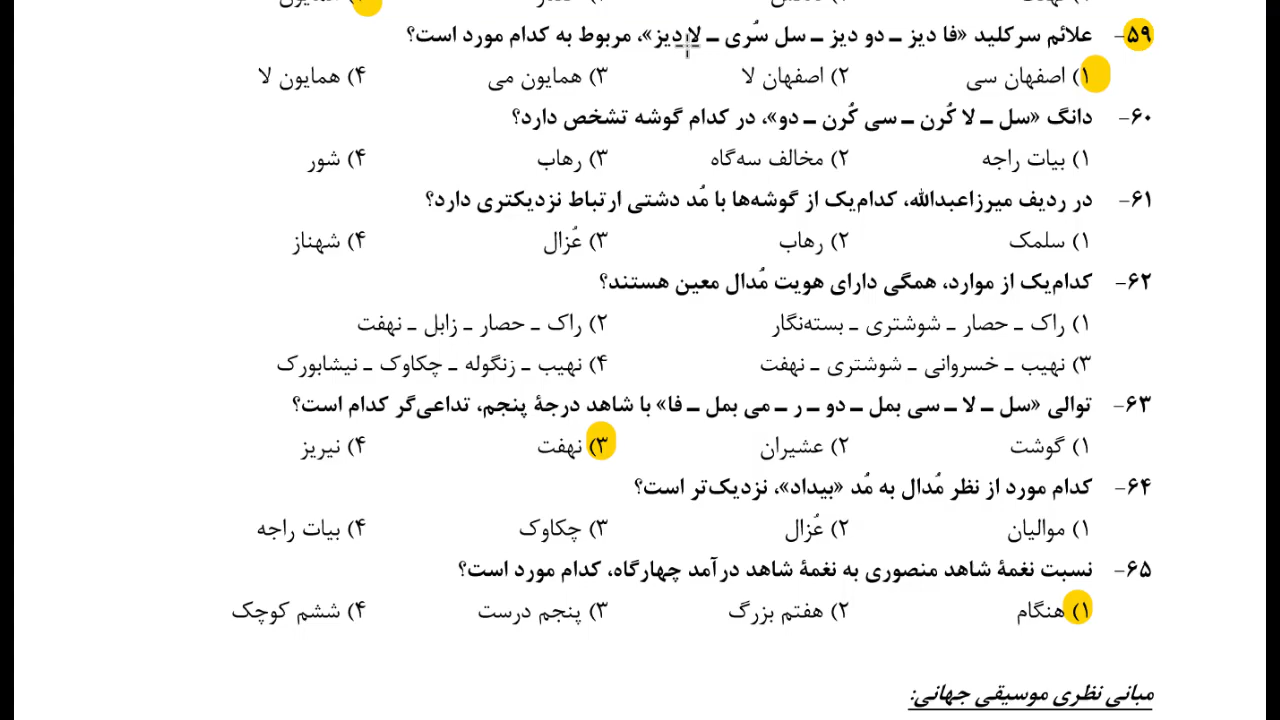 ۵۹- علائم سرکلید «فا دیز ـ دو دیز ـ سل سُری ـ لا دیز»، مربوط به کدام مورد است؟
۱) اصفهان سی ۲) اصفهان لا ۳) همایون می ۴) همایون لا
۶۰- دانگ «سل ـ لا کُرن ـ سی کُرن ـ دو»، در کدام گوشه تشخص دارد؟
۱) بیات راجه ۲) مخالف سه‌گاه ۳) رهاب ۴) شور
۶۱- در ردیف میرزاعبدالله، کدام‌یک از گوشه‌ها با مُد دشتی ارتباط نزدیکتری دارد؟
۱) سلمک ۲) رهاب ۳) عُزال ۴) شهناز
۶۲- کدام‌یک از موارد، همگی دارای هویت مُدال معین هستند؟
۱) راک ـ حصار ـ شوشتری ـ بسته‌نگار ۲) راک ـ حصار ـ زابل ـ نهفت
۳) نهیب ـ خسروانی ـ شوشتری ـ نهفت ۴) نهیب ـ زنگوله ـ چکاوک ـ نیشابورک
۶۳- توالی «سل ـ لا ـ سی بمل ـ دو ـ ر ـ می بمل ـ فا» با شاهد درجهٔ پنجم، تداعی‌گر کدام است؟
۱) گوشت ۲) عشیران ۳) نهفت ۴) نیریز
۶۴- کدام مورد از نظر مُدال به مُد «بیداد»، نزدیک‌تر است؟
۱) موالیان ۲) عُزال ۳) چکاوک ۴) بیات راجه
۶۵- نسبت نغمهٔ شاهد منصوری به نغمهٔ شاهد درآمد چهارگاه، کدام مورد است؟
۱) هنگام ۲) هفتم بزرگ ۳) پنجم درست ۴) ششم کوچک
مبانی نظری موسیقی جهانی: